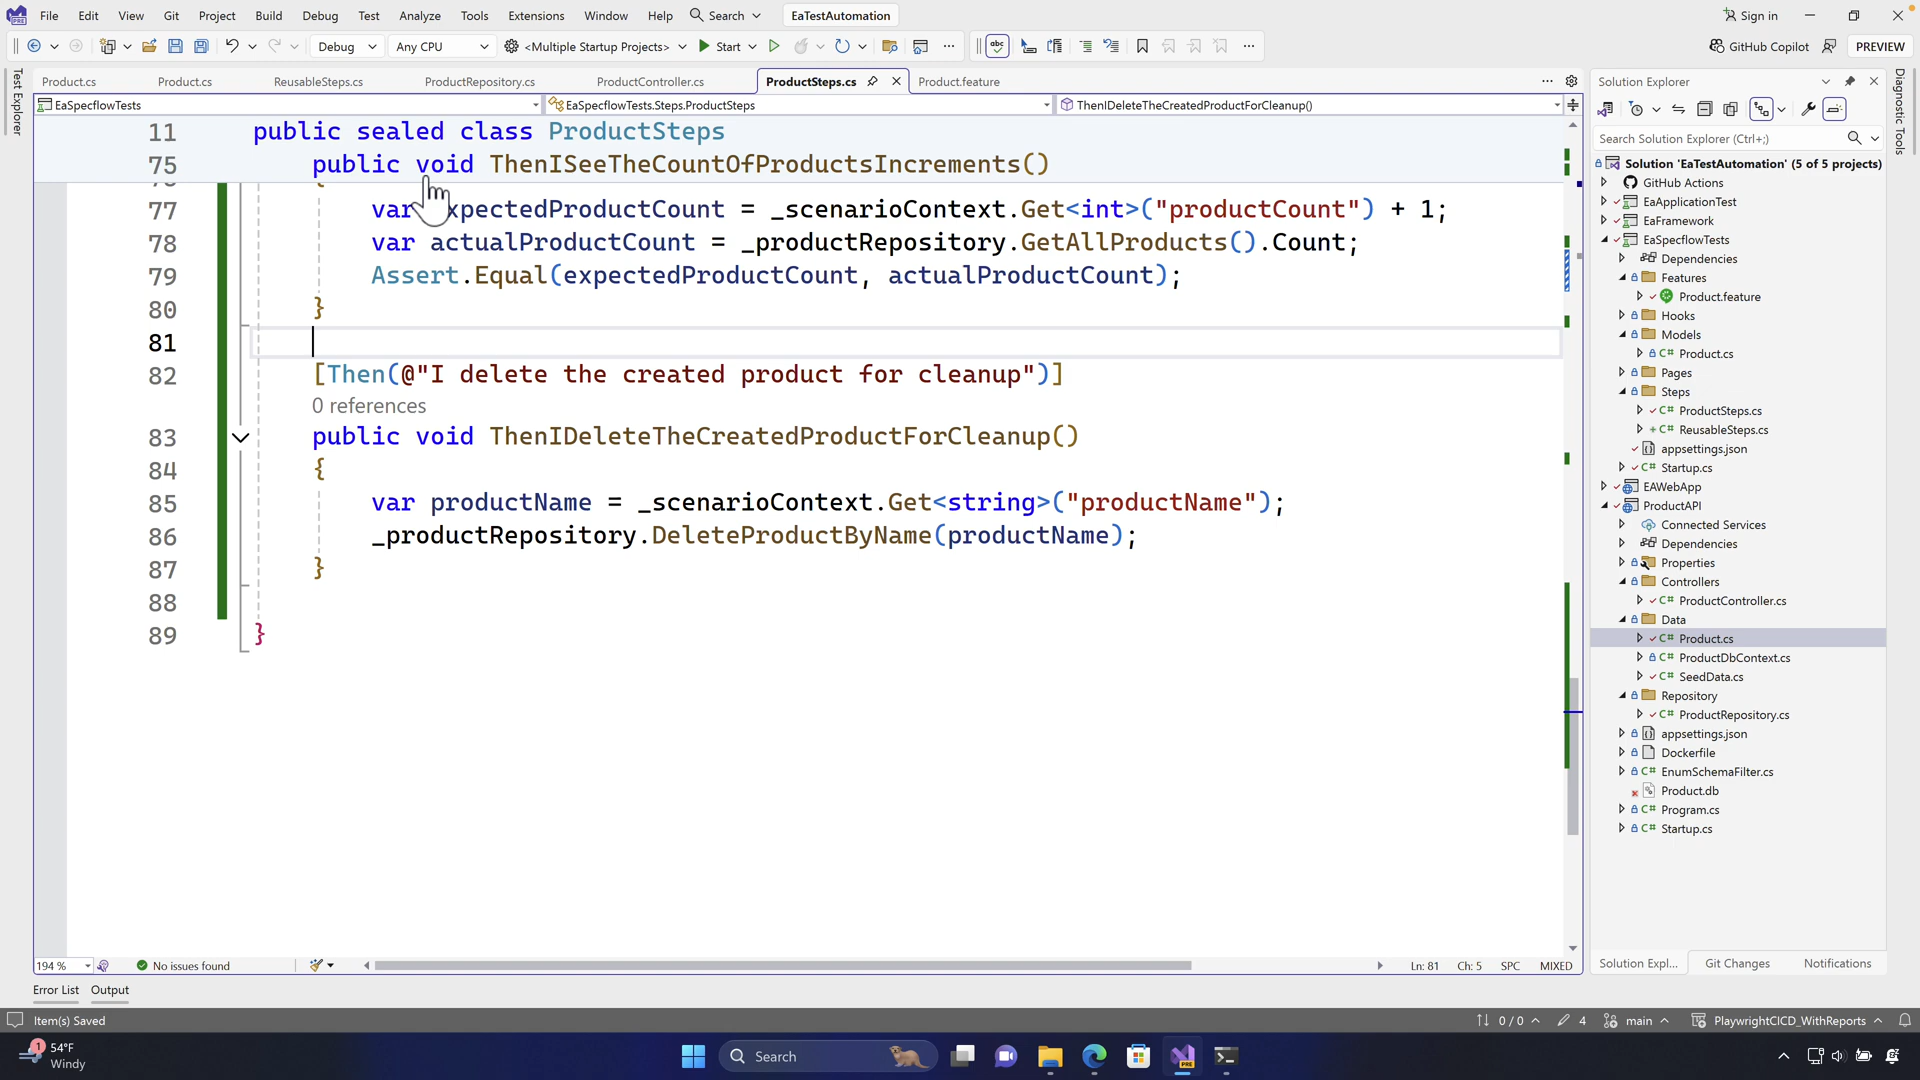 File Edit View Git Project Build Debug Test Analyze Tools Extensions Window Help Search EaTestAutomation Sign in
Debug Any CPU <Multiple Startup Projects> Start abc GitHub Copilot PREVIEW
Test Explorer
Product.cs Product.cs ReusableSteps.cs ProductRepository.cs ProductController.cs ProductSteps.cs Product.feature
EaSpecflowTests EaSpecflowTests.Steps.ProductSteps ThenIDeleteTheCreatedProductForCleanup()
11 public sealed class ProductSteps
75 public void ThenISeeTheCountOfProductsIncrements()
77 var expectedProductCount = _scenarioContext.Get<int>("productCount") + 1;
78 var actualProductCount = _productRepository.GetAllProducts().Count;
79 Assert.Equal(expectedProductCount, actualProductCount);
80 }
81
82 [Then(@"I delete the created product for cleanup")]
0 references
83 public void ThenIDeleteTheCreatedProductForCleanup()
84 {
85 var productName = _scenarioContext.Get<string>("productName");
86 _productRepository.DeleteProductByName(productName);
87 }
88
89 }
194 % No issues found Ln: 81 Ch: 5 SPC MIXED
Error List Output
Solution Explorer
Search Solution Explorer (Ctrl+;)
Solution 'EaTestAutomation' (5 of 5 projects)
GitHub Actions
EaApplicationTest
EaFramework
EaSpecflowTests
Dependencies
Features
Product.feature
Hooks
Models
C# Product.cs
Pages
Steps
C# ProductSteps.cs
C# ReusableSteps.cs
appsettings.json
C# Startup.cs
EAWebApp
ProductAPI
Connected Services
Dependencies
Properties
Controllers
C# ProductController.cs
Data
C# Product.cs
C# ProductDbContext.cs
C# SeedData.cs
Repository
C# ProductRepository.cs
appsettings.json
Dockerfile
C# EnumSchemaFilter.cs
Product.db
C# Program.cs
C# Startup.cs
Solution Expl... Git Changes Notifications
Diagnostic Tools
Item(s) Saved 0 / 0 4 main PlaywrightCICD_WithReports
1 54°F
Windy
Search
PRE